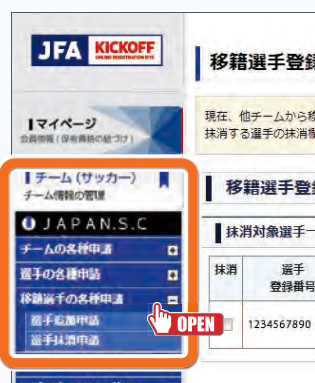 JFA KICKOFF
ONLINE REGISTRATION SITE
マイページ
会員情報(保有資格の紐づけ)
チーム (サッカー)
チーム情報の管理
JAPAN.S.C
チームの各種申請
選手の各種申請
移籍選手の各種申請
選手追加申請
選手抹消申請
OPEN
移籍選手登録
現在、他チームから
抹消する選手の抹消
移籍選手登
抹消対象選手一
抹消
選手
登録番号
1234567890